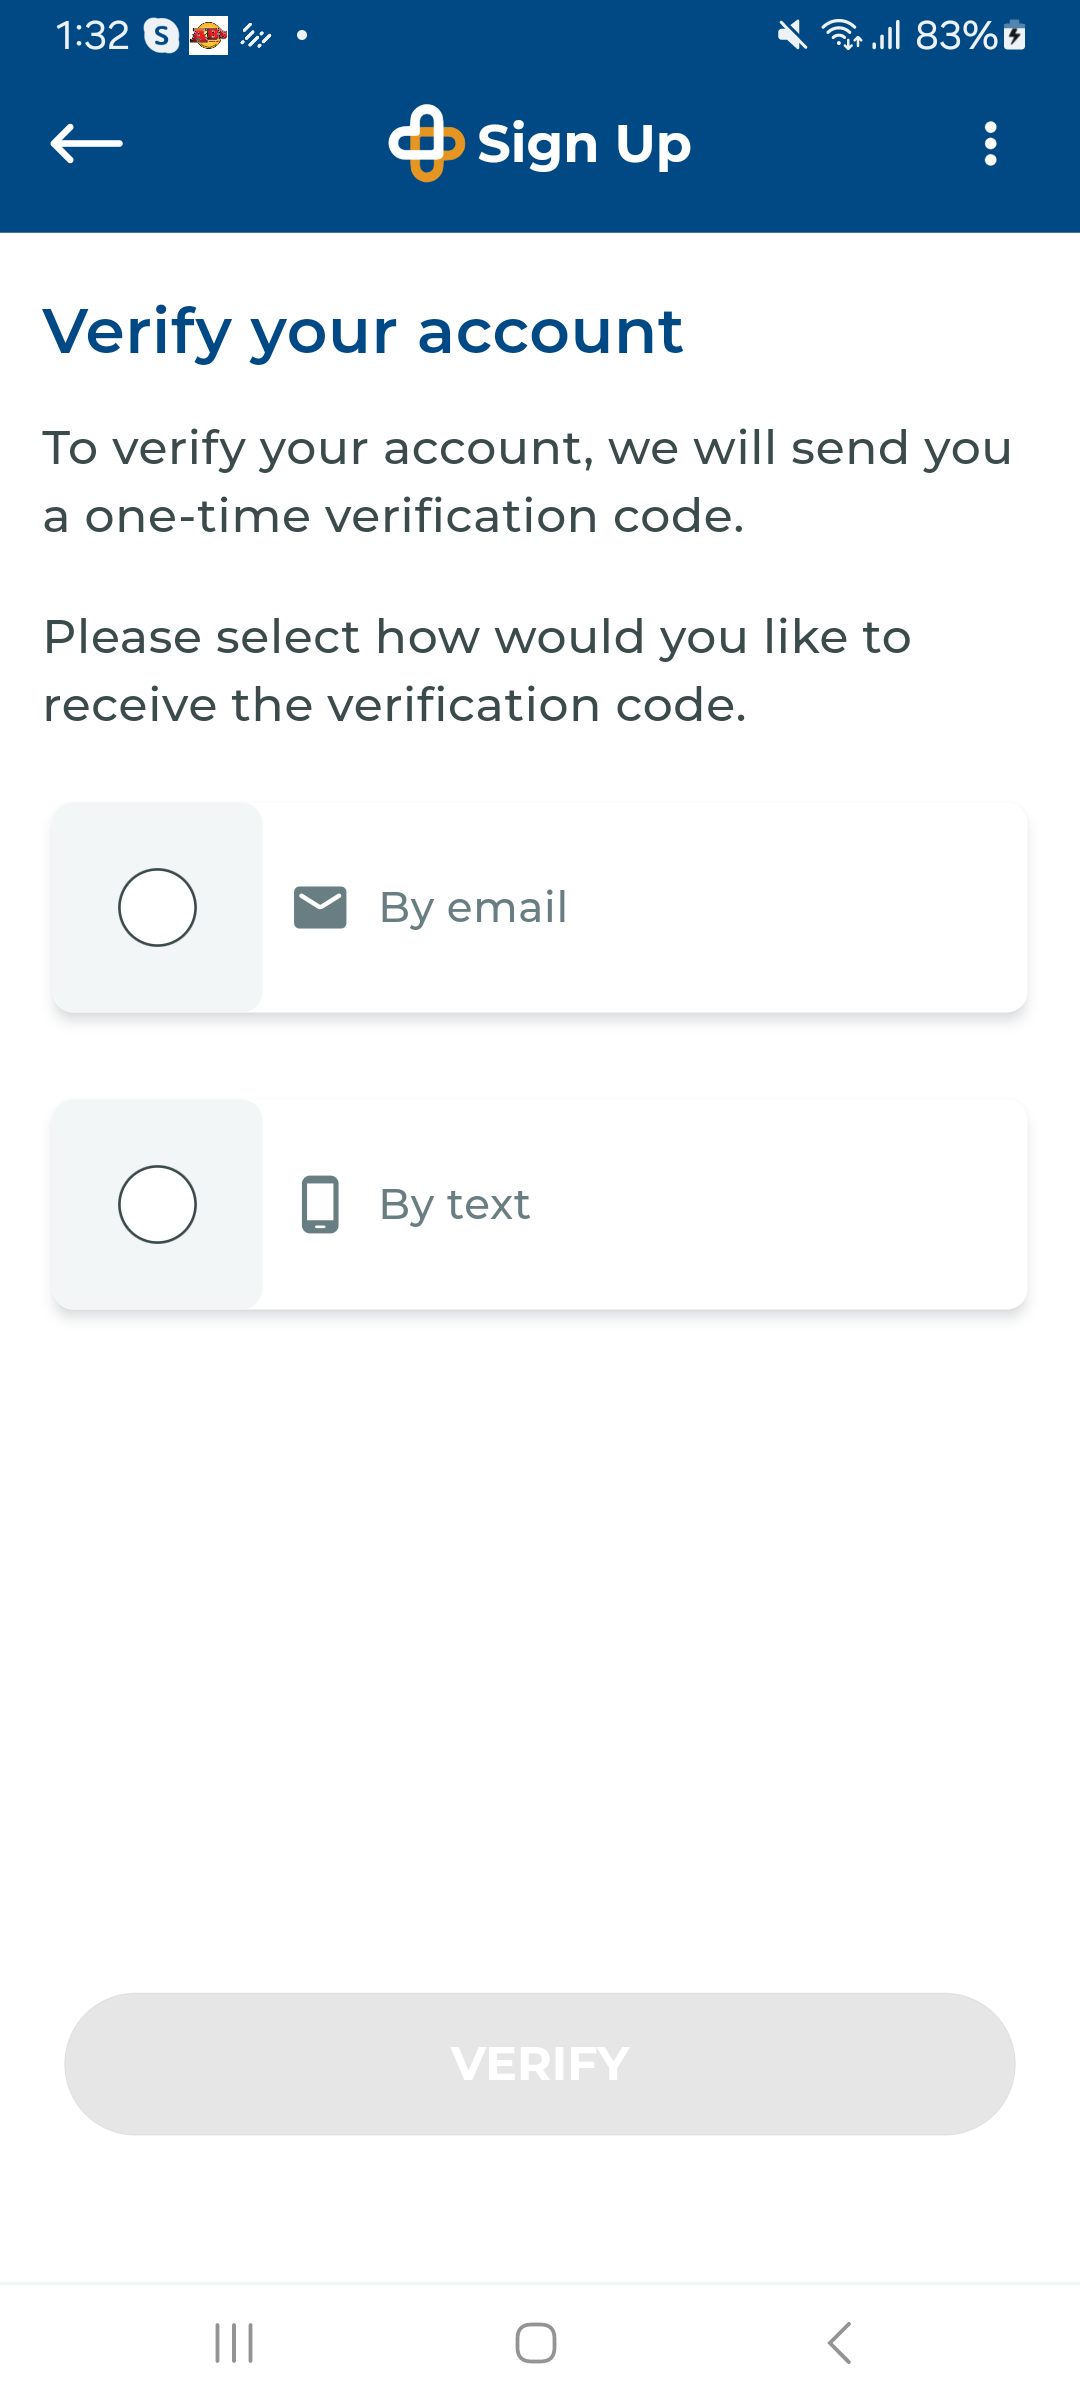 1:32 S ABs 83%
Sign Up
Verify your account
To verify your account, we will send you
a one-time verification code.
Please select how would you like to
receive the verification code.
By email
By text
VERIFY